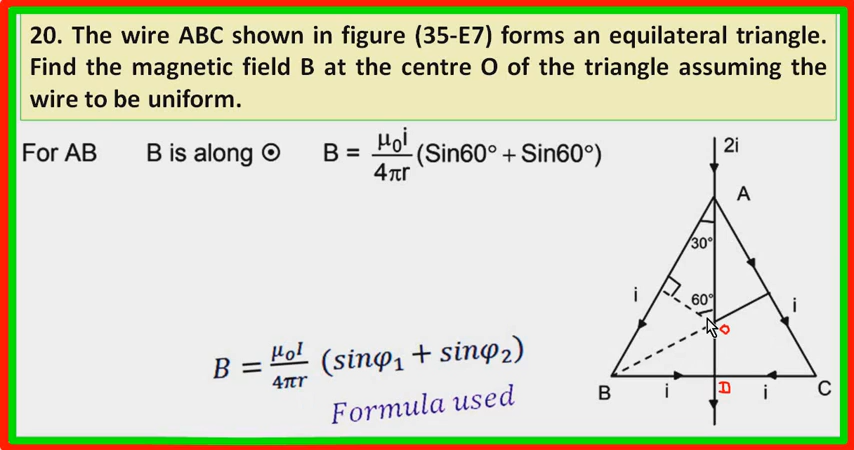 20. The wire ABC shown in figure (35-E7) forms an equilateral triangle.
Find the magnetic field B at the centre O of the triangle assuming the
wire to be uniform.
For AB B is along ⊙ B = μ₀i/4πr (Sin60° + Sin60°)
2i
A
30°
60°
i
i
O
B = μ₀I/4πr (sinφ₁ + sinφ₂)
Formula used
B
i
D
i
C